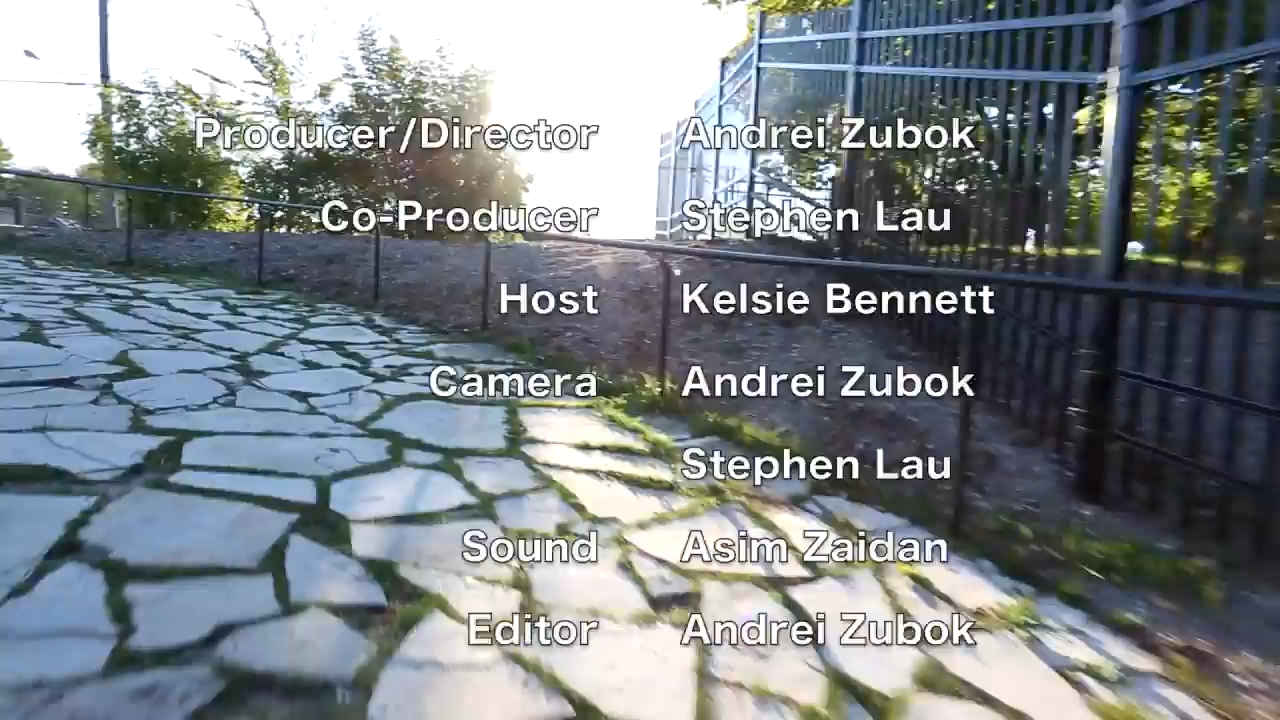 Producer/Director Andrei Zubok
Co-Producer Stephen Lau
Host Kelsie Bennett
Camera Andrei Zubok
Stephen Lau
Sound Asim Zaidan
Editor Andrei Zubok